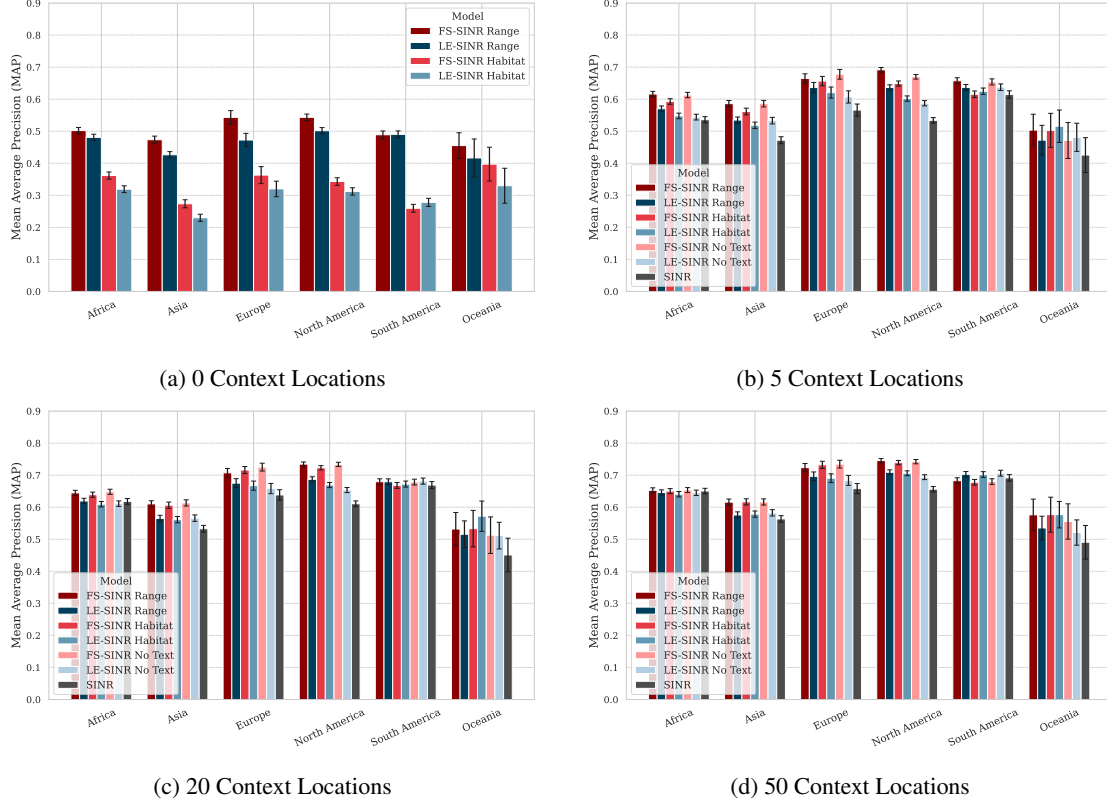 0.9
0.8
0.7
0.6
0.5
0.4
0.3
0.2
0.1
0.0
Mean Average Precision (MAP)
Model
FS-SINR Range
LE-SINR Range
FS-SINR Habitat
LE-SINR Habitat
Africa
Asia
Europe
North America
South America
Oceania
(a) 0 Context Locations
0.9
0.8
0.7
0.6
0.5
0.4
0.3
0.2
0.1
0.0
Mean Average Precision (MAP)
Model
FS-SINR Range
LE-SINR Range
FS-SINR Habitat
LE-SINR Habitat
FS-SINR No Text
LE-SINR No Text
SINR
Africa
Asia
Europe
North America
South America
Oceania
(b) 5 Context Locations
0.9
0.8
0.7
0.6
0.5
0.4
0.3
0.2
0.1
0.0
Mean Average Precision (MAP)
Model
FS-SINR Range
LE-SINR Range
FS-SINR Habitat
LE-SINR Habitat
FS-SINR No Text
LE-SINR No Text
SINR
Africa
Asia
Europe
North America
South America
Oceania
(c) 20 Context Locations
0.9
0.8
0.7
0.6
0.5
0.4
0.3
0.2
0.1
0.0
Mean Average Precision (MAP)
Model
FS-SINR Range
LE-SINR Range
FS-SINR Habitat
LE-SINR Habitat
FS-SINR No Text
LE-SINR No Text
SINR
Africa
Asia
Europe
North America
South America
Oceania
(d) 50 Context Locations